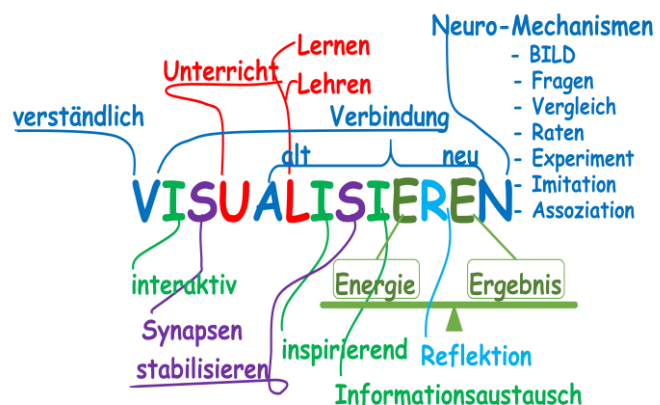 Neuro-Mechanismen
- BILD
- Fragen
- Vergleich
- Raten
- Experiment
- Imitation
- Assoziation
Lernen
Unterricht
Lehren
verständlich
Verbindung
alt
neu
VISUALISIEREN
interaktiv
Energie
Ergebnis
Synapsen
stabilisieren
inspirierend
Reflektion
Informationsaustausch